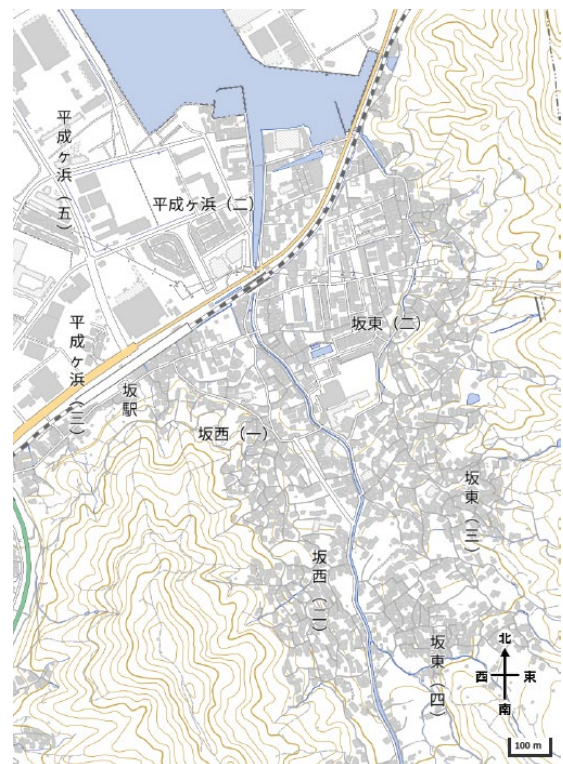 平成ヶ浜（五）
平成ヶ浜（二）
平成ヶ浜（三）
坂東（二）
坂駅
坂西（一）
坂東（三）
坂西（二）
坂東（四）
北
西 東
南
100 m